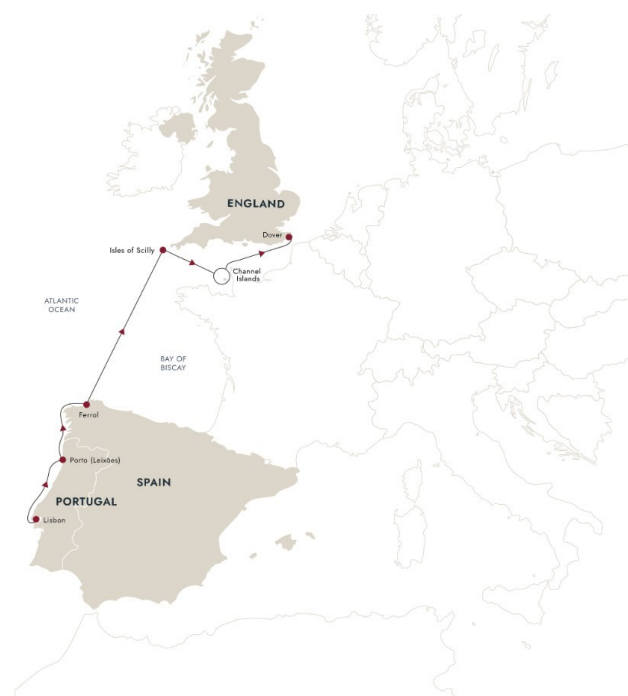 ENGLAND
Dover
Isles of Scilly
Channel
Islands
ATLANTIC
OCEAN
BAY OF
BISCAY
Ferrol
Porto (Leixões)
SPAIN
PORTUGAL
Lisbon